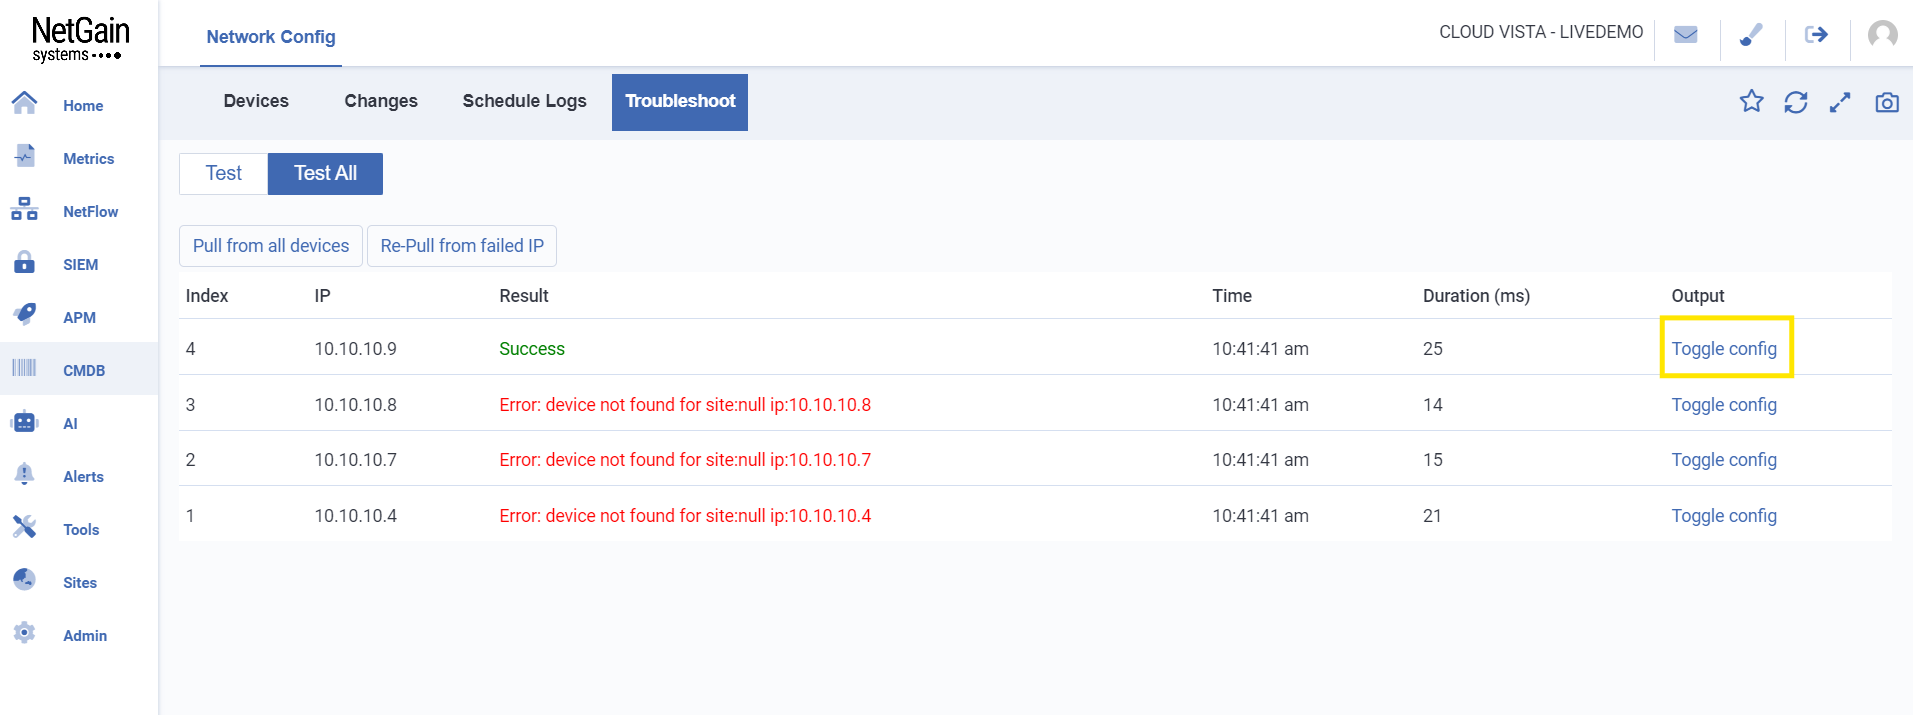 NetGain
systems
Network Config
CLOUD VISTA - LIVEDEMO
Devices Changes Schedule Logs Troubleshoot
Home
Metrics
NetFlow
SIEM
APM
CMDB
AI
Alerts
Tools
Sites
Admin
Test Test All
Pull from all devices Re-Pull from failed IP
Index IP Result Time Duration (ms) Output
4 10.10.10.9 Success 10:41:41 am 25 Toggle config
3 10.10.10.8 Error: device not found for site:null ip:10.10.10.8 10:41:41 am 14 Toggle config
2 10.10.10.7 Error: device not found for site:null ip:10.10.10.7 10:41:41 am 15 Toggle config
1 10.10.10.4 Error: device not found for site:null ip:10.10.10.4 10:41:41 am 21 Toggle config